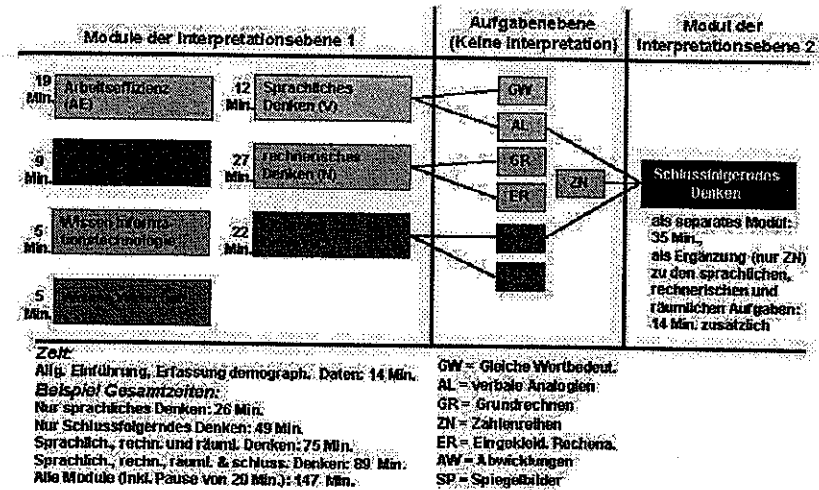 Module der Interpretationsebene 1
Aufgabenebene
(Keine Interpretation)
Modul der
Interpretationsebene 2
19
Min.
Arbeitseffizienz
(AE)
12
Min.
Sprachliches
Denken (V)
GW
AL
9
Min.
27
Min.
rechnerisches
Denken (N)
GR
ER
ZN
Schlussfolgerndes
Denken
5
Min.
Wissen Informa-
tionstechnologie
22
Min.
5
Min.
als separates Modul:
35 Min.,
als Ergänzung (nur ZN)
zu den sprachlichen,
rechnerischen und
räumlichen Aufgaben:
14 Min. zusätzlich
Zeit:
Allg. Einführung, Erfassung demograph. Daten: 14 Min.
Beispiel Gesamtzeiten:
Nur sprachliches Denken: 26 Min.
Nur Schlussfolgerndes Denken: 49 Min.
Sprachlich., rechn. und räuml. Denken: 75 Min.
Sprachlich., rechn., räuml. & schluss. Denken: 89 Min.
Alle Module (inkl. Pause von 20 Min.): 147 Min.
GW = Gleiche Wortbedeut.
AL = verbale Analogien
GR = Grundrechnen
ZN = Zahlenreihen
ER = Eingekleid. Rechena.
AW = Abwicklungen
SP = Spiegelbilder